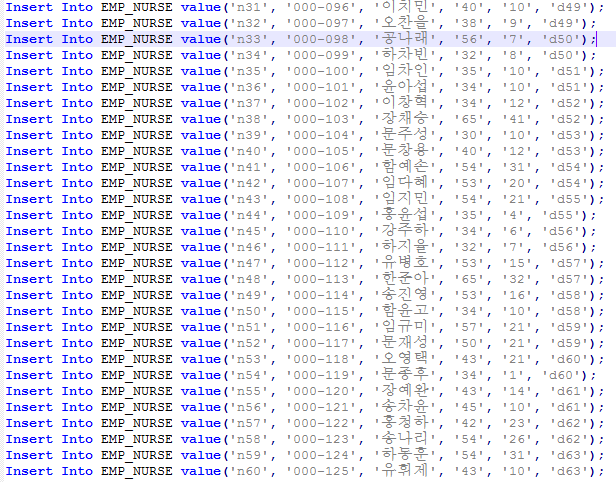 Insert Into EMP_NURSE value('n31', '000-096', '이치민', '40', '10', 'd49');
Insert Into EMP_NURSE value('n32', '000-097', '오찬율', '38', '9', 'd49');
Insert Into EMP_NURSE value('n33', '000-098', '공나래', '56', '7', 'd50');
Insert Into EMP_NURSE value('n34', '000-099', '하차빈', '32', '8', 'd50');
Insert Into EMP_NURSE value('n35', '000-100', '임차인', '35', '10', 'd51');
Insert Into EMP_NURSE value('n36', '000-101', '윤아섭', '34', '10', 'd51');
Insert Into EMP_NURSE value('n37', '000-102', '이창혁', '34', '12', 'd52');
Insert Into EMP_NURSE value('n38', '000-103', '장채승', '65', '41', 'd52');
Insert Into EMP_NURSE value('n39', '000-104', '문주성', '30', '10', 'd53');
Insert Into EMP_NURSE value('n40', '000-105', '문창용', '40', '12', 'd53');
Insert Into EMP_NURSE value('n41', '000-106', '함예손', '54', '31', 'd54');
Insert Into EMP_NURSE value('n42', '000-107', '임다혜', '53', '20', 'd54');
Insert Into EMP_NURSE value('n43', '000-108', '임지민', '54', '21', 'd55');
Insert Into EMP_NURSE value('n44', '000-109', '홍윤섭', '35', '4', 'd55');
Insert Into EMP_NURSE value('n45', '000-110', '강주하', '34', '6', 'd56');
Insert Into EMP_NURSE value('n46', '000-111', '하지율', '32', '7', 'd56');
Insert Into EMP_NURSE value('n47', '000-112', '유병호', '53', '15', 'd57');
Insert Into EMP_NURSE value('n48', '000-113', '한준아', '65', '32', 'd57');
Insert Into EMP_NURSE value('n49', '000-114', '송진영', '53', '16', 'd58');
Insert Into EMP_NURSE value('n50', '000-115', '함윤고', '34', '10', 'd58');
Insert Into EMP_NURSE value('n51', '000-116', '임규미', '57', '21', 'd59');
Insert Into EMP_NURSE value('n52', '000-117', '문재성', '50', '21', 'd59');
Insert Into EMP_NURSE value('n53', '000-118', '오영택', '43', '21', 'd60');
Insert Into EMP_NURSE value('n54', '000-119', '문종후', '34', '1', 'd60');
Insert Into EMP_NURSE value('n55', '000-120', '장예완', '43', '14', 'd61');
Insert Into EMP_NURSE value('n56', '000-121', '송차윤', '45', '10', 'd61');
Insert Into EMP_NURSE value('n57', '000-122', '홍청하', '42', '23', 'd62');
Insert Into EMP_NURSE value('n58', '000-123', '송나리', '54', '26', 'd62');
Insert Into EMP_NURSE value('n59', '000-124', '하동훈', '54', '31', 'd63');
Insert Into EMP_NURSE value('n60', '000-125', '유휘제', '43', '10', 'd63');